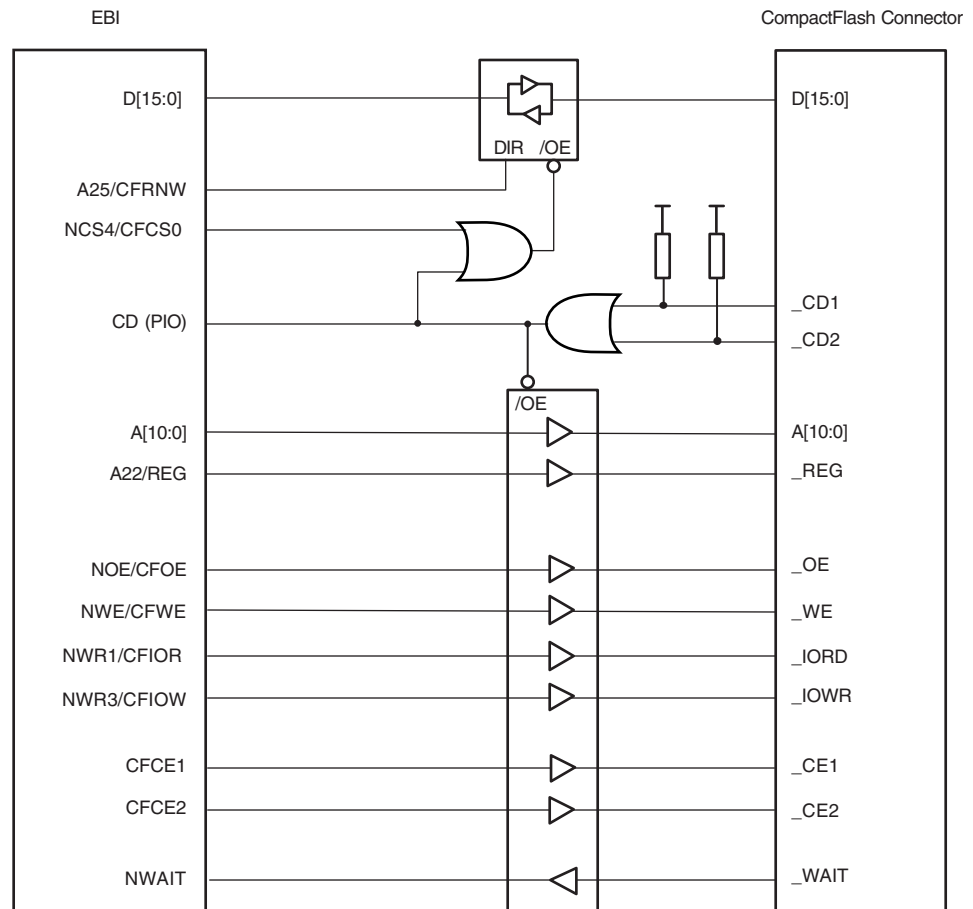 EBI
CompactFlash Connector
D[15:0]
D[15:0]
DIR /OE
A25/CFRNW
NCS4/CFCS0
_CD1
CD (PIO)
_CD2
/OE
A[10:0]
A[10:0]
A22/REG
_REG
NOE/CFOE
_OE
NWE/CFWE
_WE
NWR1/CFIOR
_IORD
NWR3/CFIOW
_IOWR
CFCE1
_CE1
CFCE2
_CE2
NWAIT
_WAIT